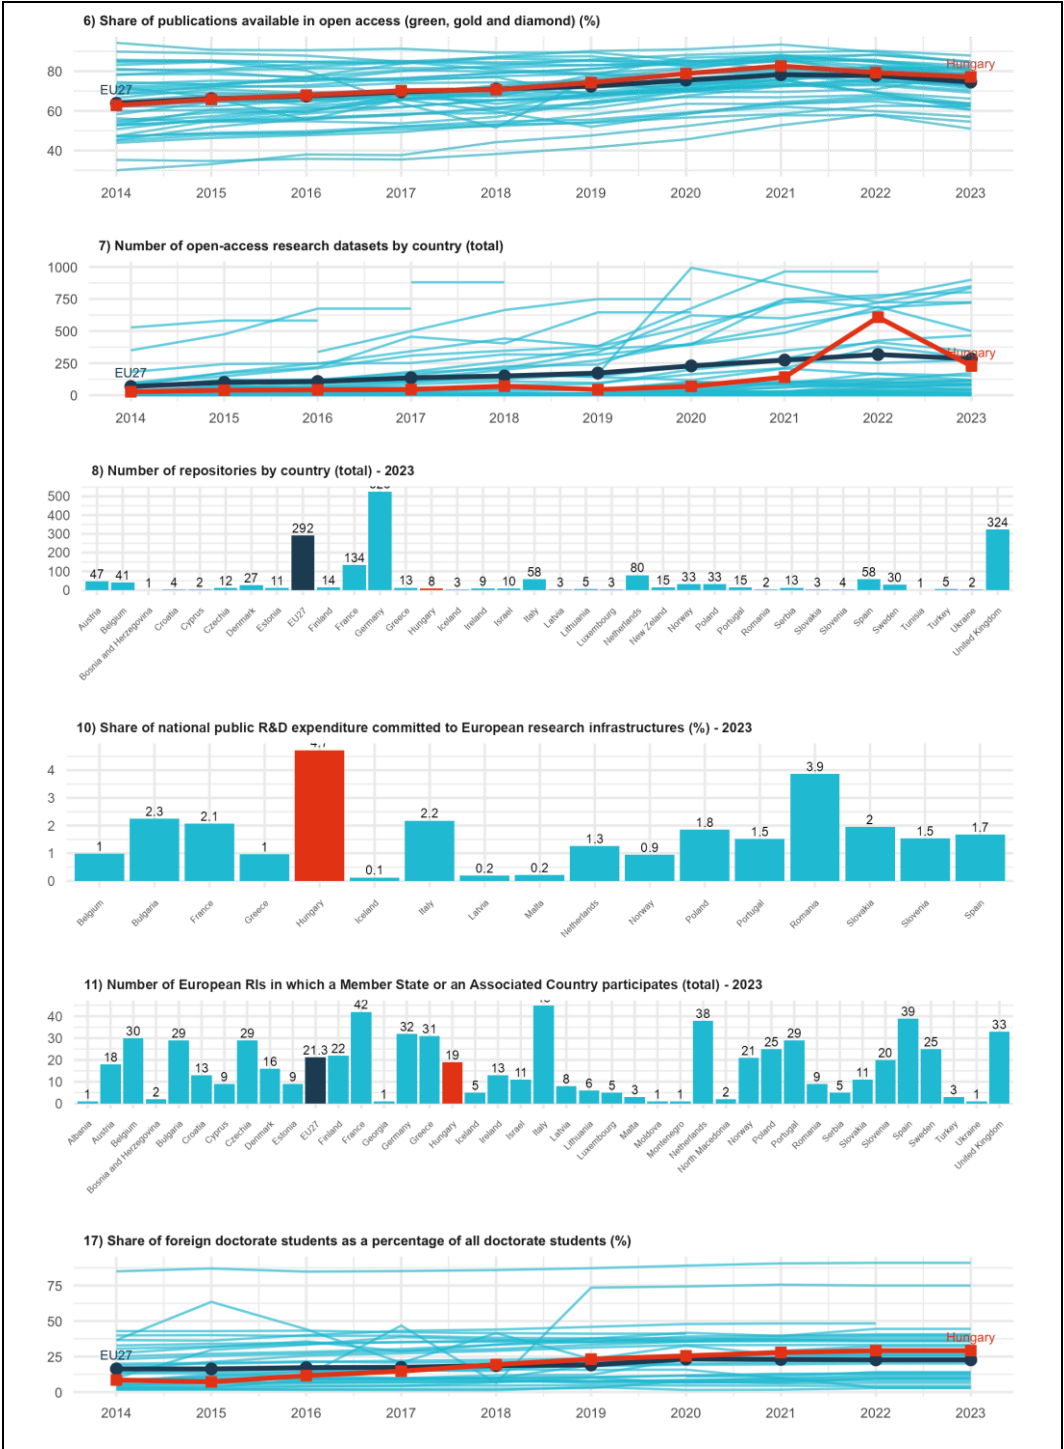 6) Share of publications available in open access (green, gold and diamond) (%)
80
60
40
EU27
Hungary
2014 2015 2016 2017 2018 2019 2020 2021 2022 2023
7) Number of open-access research datasets by country (total)
1000
750
500
250
0
EU27
Hungary
2014 2015 2016 2017 2018 2019 2020 2021 2022 2023
8) Number of repositories by country (total) - 2023
500
400
300
200
100
0
47 41 1 4 2 12 27 11 292 14 134 13 8 3 9 10 58 3 5 3 80 15 33 33 15 2 13 3 4 58 30 1 5 2 324
Austria Belgium Bosnia and Herzegovina Croatia Cyprus Czechia Denmark Estonia EU27 Finland France Germany Greece Hungary Iceland Ireland Israel Italy Latvia Lithuania Luxembourg Netherlands New Zeland Norway Poland Portugal Romania Serbia Slovakia Slovenia Spain Sweden Tunisia Turkey Ukraine United Kingdom
10) Share of national public R&D expenditure committed to European research infrastructures (%) - 2023
4
3
2
1
0
1 2.3 2.1 1 4.7 0.1 2.2 0.2 0.2 1.3 0.9 1.8 1.5 3.9 2 1.5 1.7
Belgium Bulgaria France Greece Hungary Iceland Italy Latvia Malta Netherlands Norway Poland Portugal Romania Slovakia Slovenia Spain
11) Number of European RIs in which a Member State or an Associated Country participates (total) - 2023
40
30
20
10
0
1 18 30 2 29 13 9 29 16 9 21.3 22 42 1 32 31 19 5 13 11 8 6 5 3 1 1 38 2 21 25 29 9 5 11 20 39 25 3 1 33
Albania Austria Belgium Bosnia and Herzegovina Bulgaria Croatia Cyprus Czechia Denmark Estonia EU27 Finland France Georgia Germany Greece Hungary Iceland Ireland Israel Italy Latvia Lithuania Luxembourg Malta Moldova Montenegro Netherlands North Macedonia Norway Poland Portugal Romania Serbia Slovakia Slovenia Spain Sweden Turkey Ukraine United Kingdom
17) Share of foreign doctorate students as a percentage of all doctorate students (%)
75
50
25
0
EU27
Hungary
2014 2015 2016 2017 2018 2019 2020 2021 2022 2023